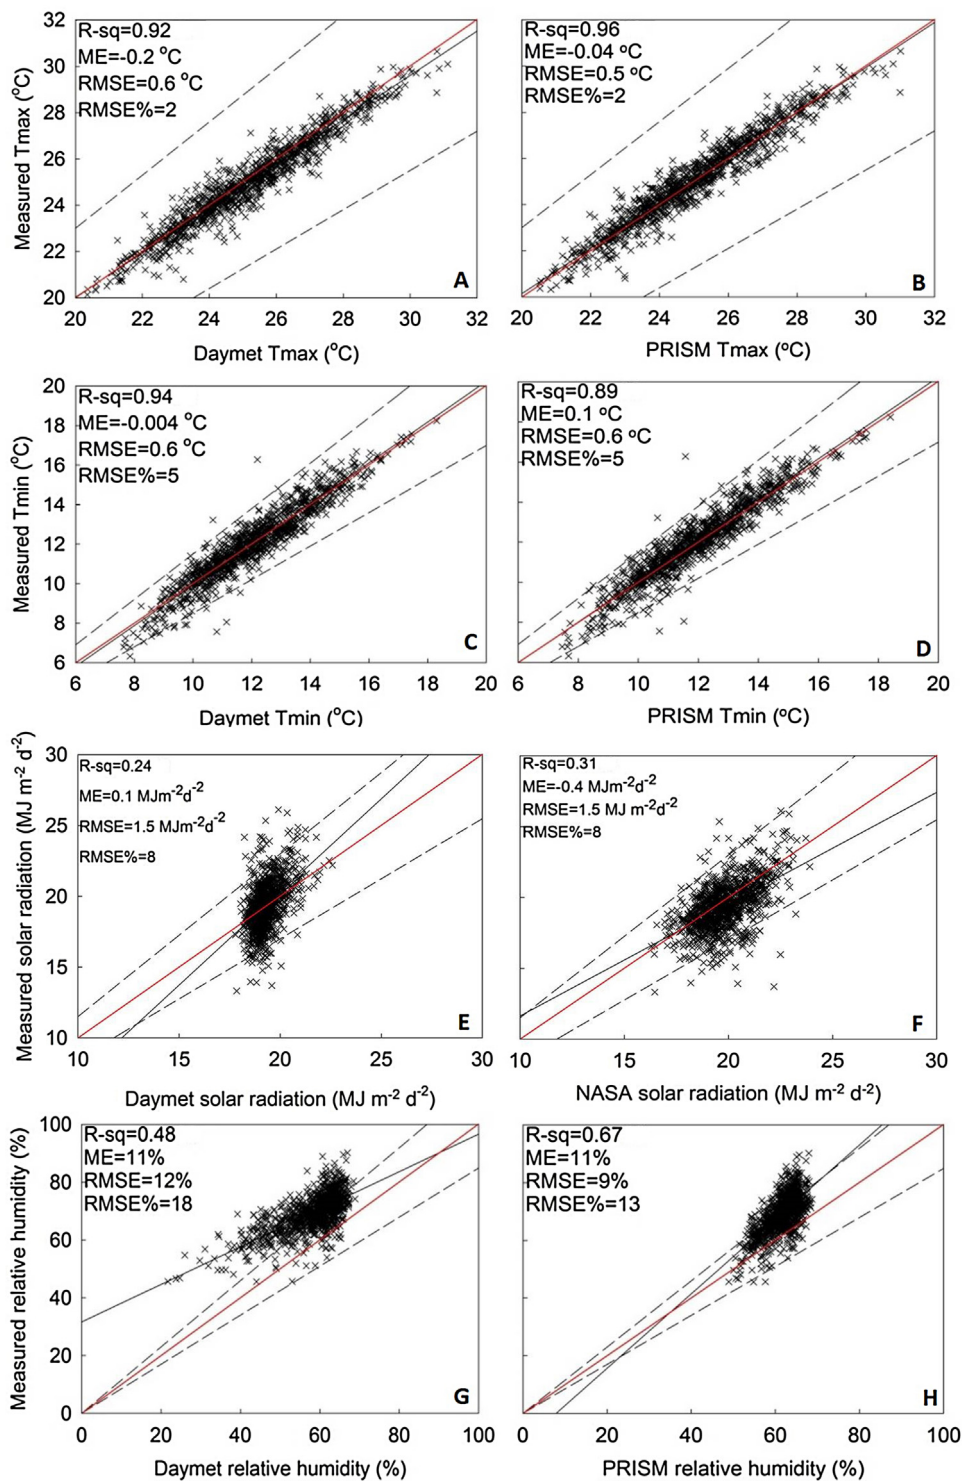 R-sq=0.92
ME=-0.2 °C
RMSE=0.6 °C
RMSE%=2
Measured Tmax (°C)
32
30
28
26
24
22
20
20 22 24 26 28 30 32
Daymet Tmax (°C)
A
R-sq=0.96
ME=-0.04 °C
RMSE=0.5 °C
RMSE%=2
20 22 24 26 28 30 32
PRISM Tmax (°C)
B
R-sq=0.94
ME=-0.004 °C
RMSE=0.6 °C
RMSE%=5
Measured Tmin (°C)
20
18
16
14
12
10
8
6
6 8 10 12 14 16 18 20
Daymet Tmin (°C)
C
R-sq=0.89
ME=0.1 °C
RMSE=0.6 °C
RMSE%=5
6 8 10 12 14 16 18 20
PRISM Tmin (°C)
D
R-sq=0.24
ME=0.1 MJm⁻²d⁻²
RMSE=1.5 MJm⁻²d⁻²
RMSE%=8
Measured solar radiation (MJ m⁻² d⁻²)
30
25
20
15
10
10 15 20 25 30
Daymet solar radiation (MJ m⁻² d⁻²)
E
R-sq=0.31
ME=-0.4 MJm⁻²d⁻²
RMSE=1.5 MJ m⁻²d⁻²
RMSE%=8
10 15 20 25 30
NASA solar radiation (MJ m⁻² d⁻²)
F
R-sq=0.48
ME=11%
RMSE=12%
RMSE%=18
Measured relative humidity (%)
100
80
60
40
20
0
0 20 40 60 80 100
Daymet relative humidity (%)
G
R-sq=0.67
ME=11%
RMSE=9%
RMSE%=13
0 20 40 60 80 100
PRISM relative humidity (%)
H